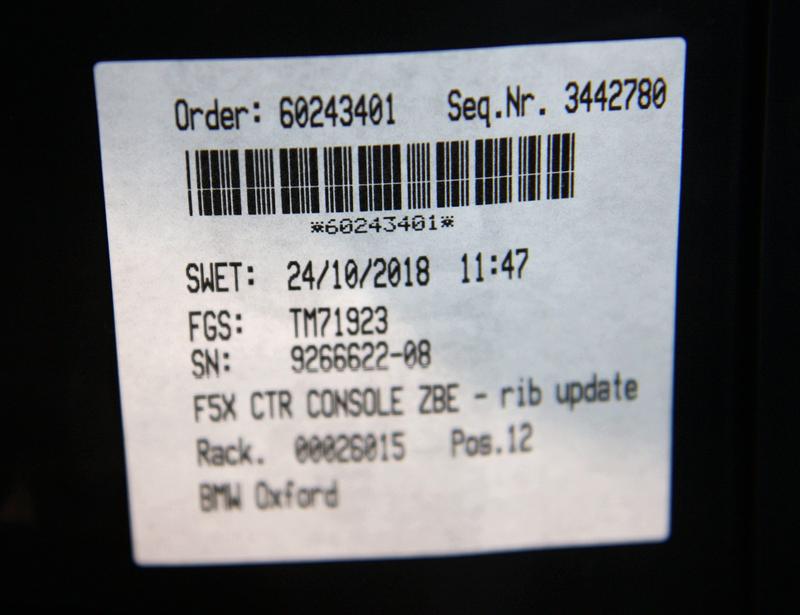 Order: 60243401 Seq.Nr. 3442780
*60243401*
SWET: 24/10/2018 11:47
FGS: TM71923
SN: 9266622-08
F5X CTR CONSOLE ZBE - rib update
Rack. 00026015 Pos.12
BMW Oxford